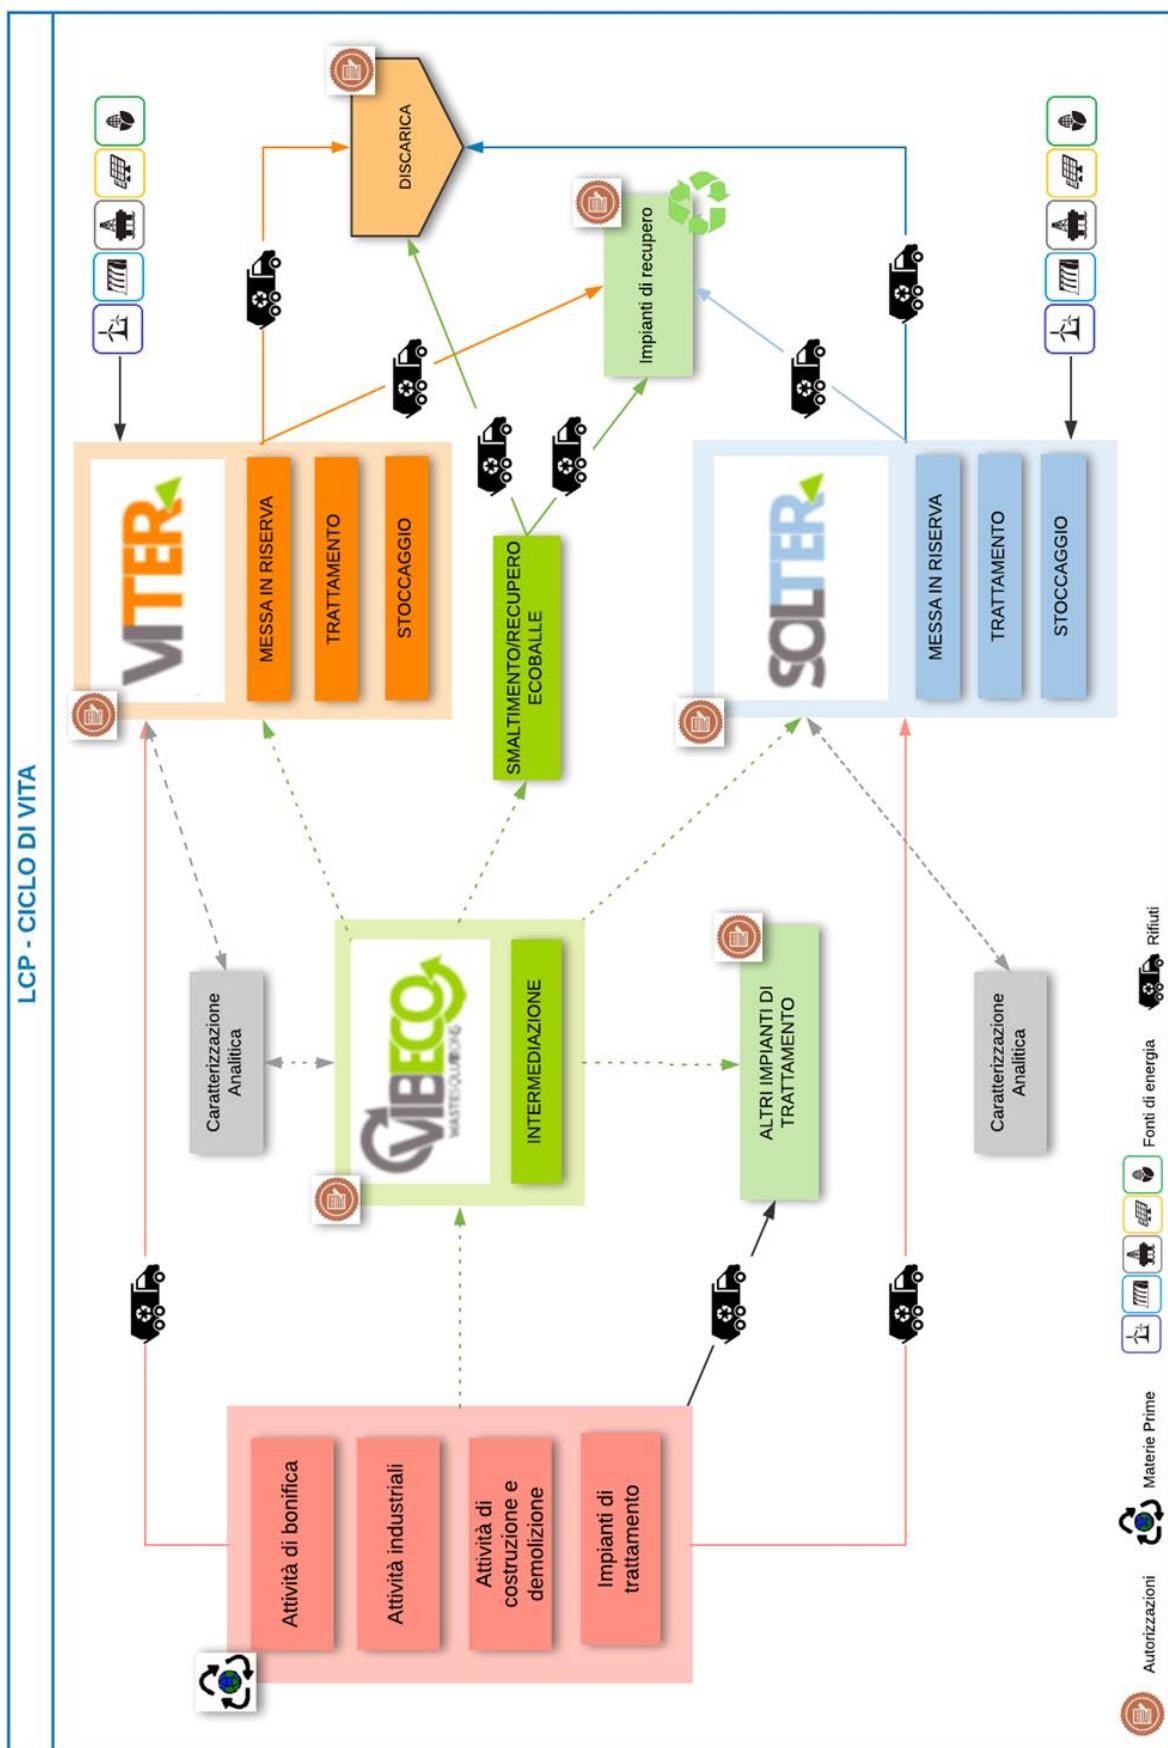 LCP - CICLO DI VITA
Attività di bonifica
Attività industriali
Attività di
costruzione e
demolizione
Impianti di
trattamento
Caratterizzazione
Analitica
VIBECO
WASTESOLUTIONS
INTERMEDIAZIONE
ALTRI IMPIANTI DI
TRATTAMENTO
Caratterizzazione
Analitica
VITER
MESSA IN RISERVA
TRATTAMENTO
STOCCAGGIO
SMALTIMENTO/RECUPERO
ECOBALLE
SOLTER
MESSA IN RISERVA
TRATTAMENTO
STOCCAGGIO
DISCARICA
Impianti di recupero
Autorizzazioni
Materie Prime
Fonti di energia
Rifiuti